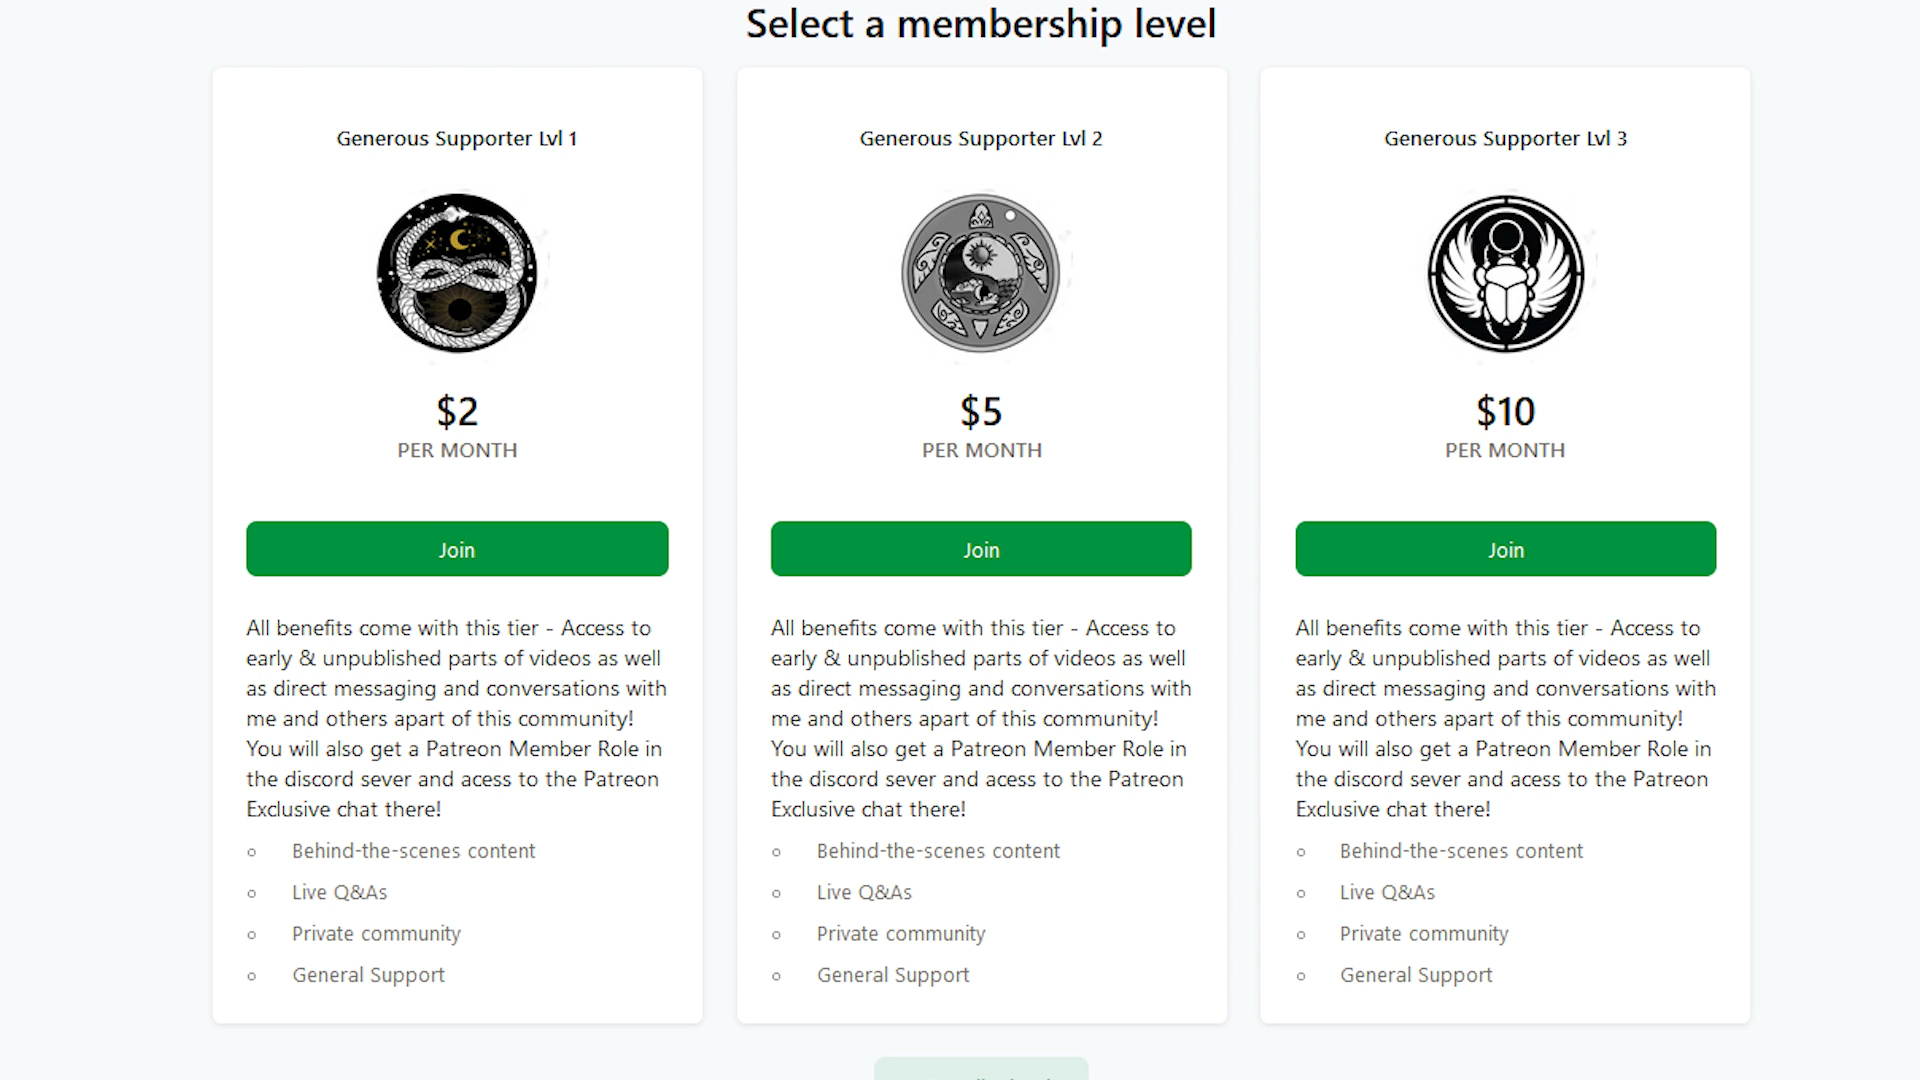 Select a membership level
Generous Supporter Lvl 1
$2
PER MONTH
Join
All benefits come with this tier - Access to
early & unpublished parts of videos as well
as direct messaging and conversations with
me and others apart of this community!
You will also get a Patreon Member Role in
the discord sever and acess to the Patreon
Exclusive chat there!
Behind-the-scenes content
Live Q&As
Private community
General Support
Generous Supporter Lvl 2
$5
PER MONTH
Join
All benefits come with this tier - Access to
early & unpublished parts of videos as well
as direct messaging and conversations with
me and others apart of this community!
You will also get a Patreon Member Role in
the discord sever and acess to the Patreon
Exclusive chat there!
Behind-the-scenes content
Live Q&As
Private community
General Support
Generous Supporter Lvl 3
$10
PER MONTH
Join
All benefits come with this tier - Access to
early & unpublished parts of videos as well
as direct messaging and conversations with
me and others apart of this community!
You will also get a Patreon Member Role in
the discord sever and acess to the Patreon
Exclusive chat there!
Behind-the-scenes content
Live Q&As
Private community
General Support